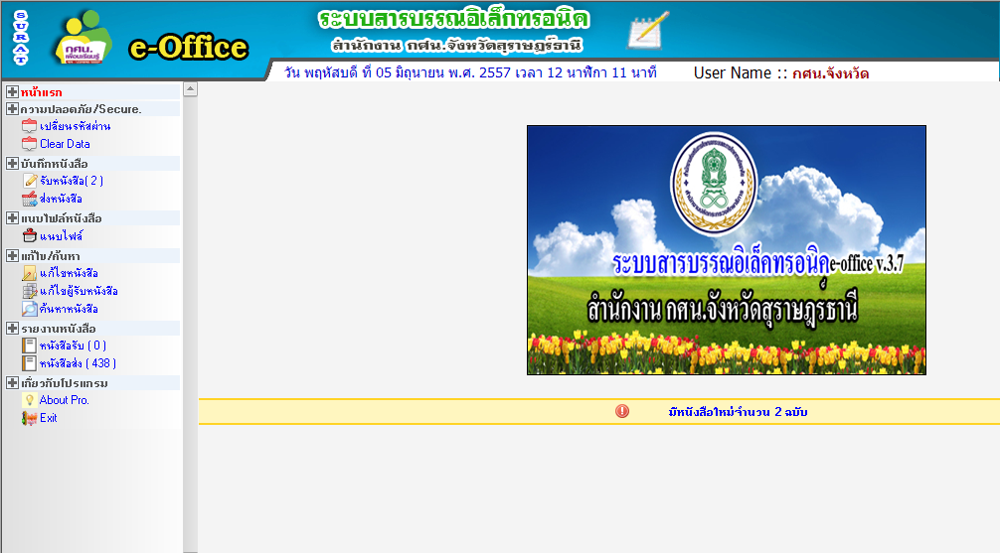 SURAT
กศน.
เพื่อนเรียนรู้
e-Office
ระบบสารบรรณอิเล็กทรอนิค
สำนักงาน กศน.จังหวัดสุราษฎร์ธานี
วัน พฤหัสบดี ที่ 05 มิถุนายน พ.ศ. 2557 เวลา 12 นาฬิกา 11 นาที
User Name :: กศน.จังหวัด
หน้าแรก
ความปลอดภัย/Secure.
เปลี่ยนรหัสผ่าน
Clear Data
บันทึกหนังสือ
รับหนังสือ( 2 )
ส่งหนังสือ
แนบไฟล์หนังสือ
แนบไฟล์
แก้ไข/ค้นหา
แก้ไขหนังสือ
แก้ไขผู้รับหนังสือ
ค้นหาหนังสือ
รายงานหนังสือ
หนังสือรับ ( 0 )
หนังสือส่ง ( 438 )
เกี่ยวกับโปรแกรม
About Pro.
Exit
ระบบสารบรรณอิเล็คทรอนิคe-office v.3.7
สำนักงาน กศน.จังหวัดสุราษฎร์ธานี
มีหนังสือใหม่จำนวน 2 ฉบับ